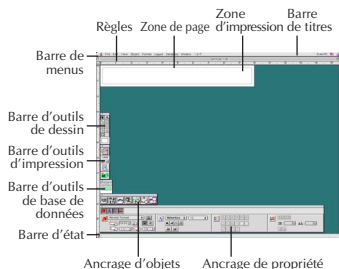 Règles
Zone de page
Zone
d'impression
Barre
de titres
Barre de
menus
Barre d'outils
de dessin
Barre d'outils
d'impression
Barre d'outils
de base de
données
Barre d'état
Ancrage d'objets
Ancrage de propriété